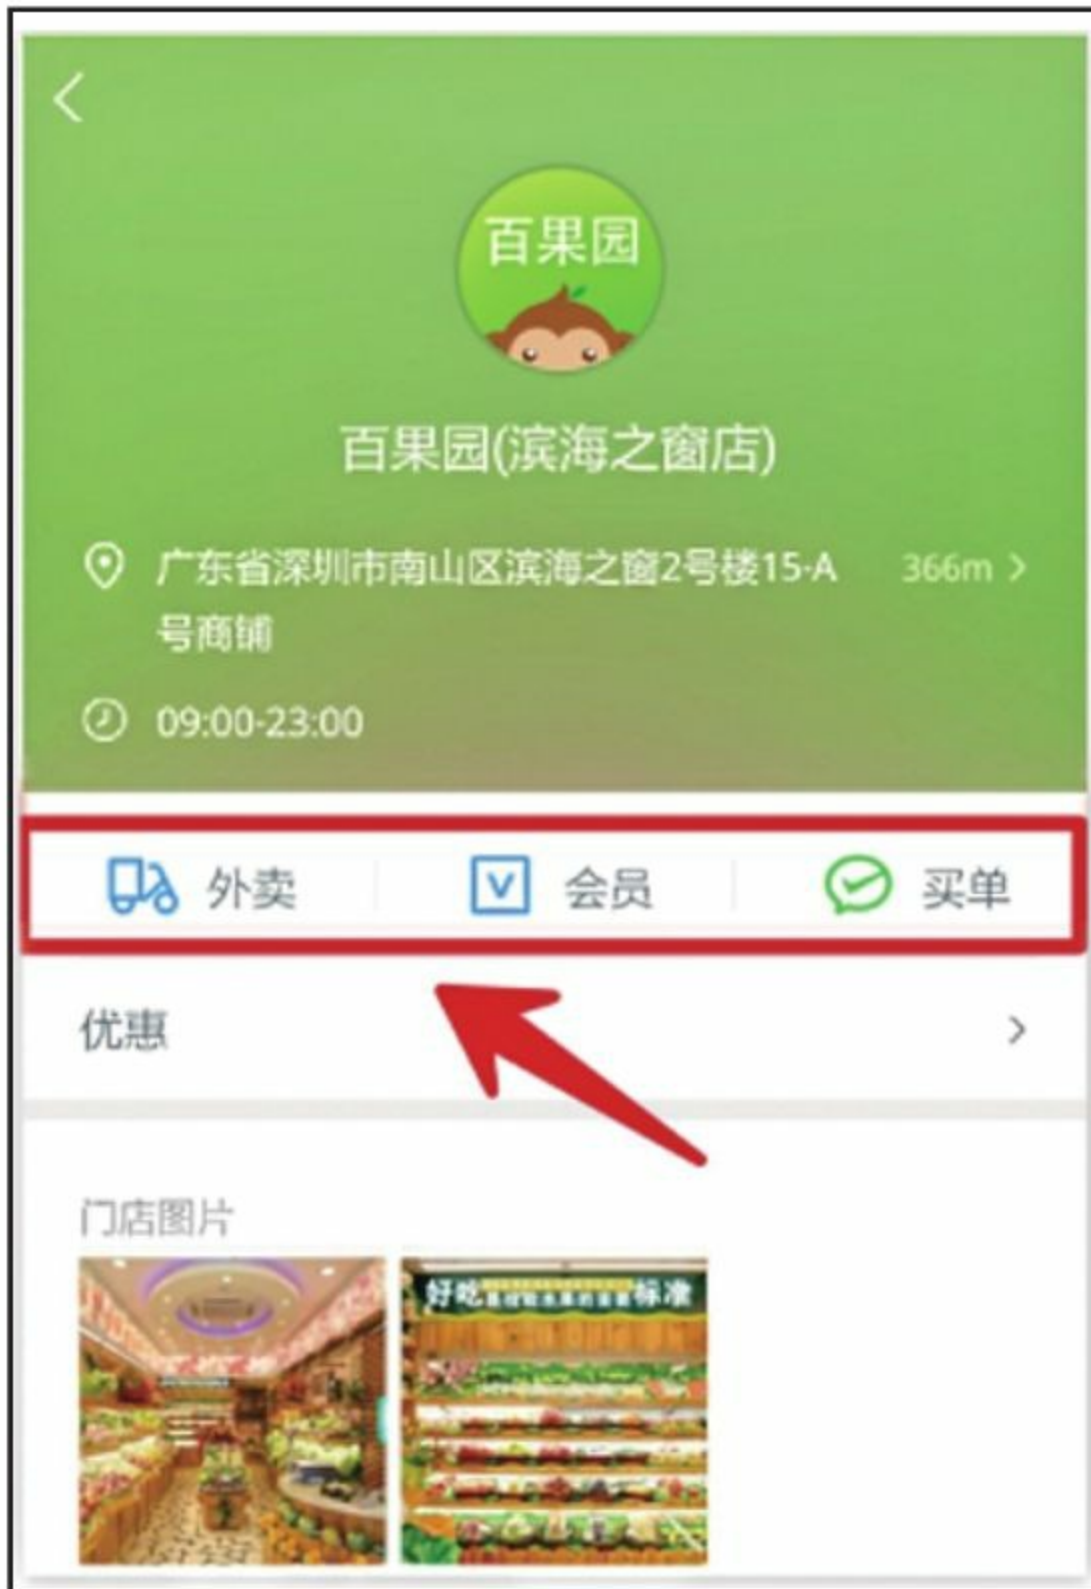 百果园
百果园(滨海之窗店)
广东省深圳市南山区滨海之窗2号楼15-A
366m
号商铺
09:00-23:00
外卖
会员
买单
优惠
门店图片
好吃
标准